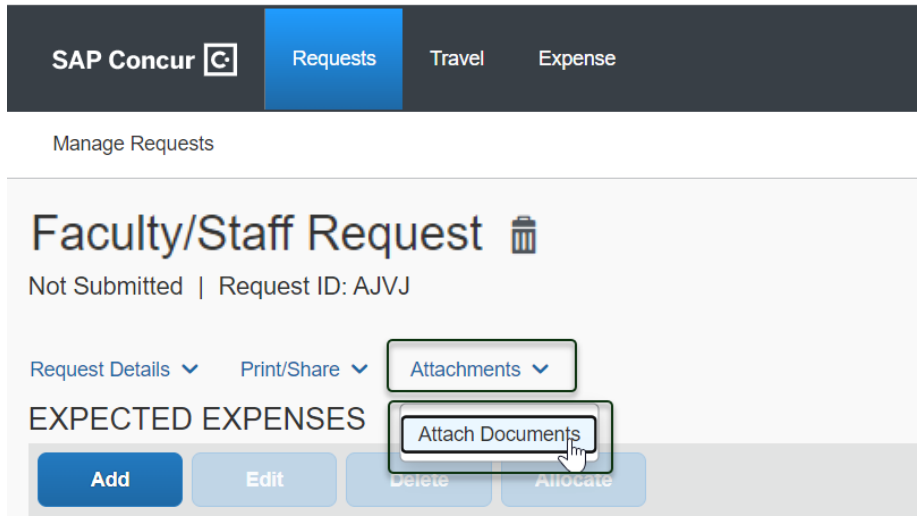 SAP Concur C Requests Travel Expense
Manage Requests
Faculty/Staff Request
Not Submitted | Request ID: AJVJ
Request Details Print/Share Attachments
EXPECTED EXPENSES
Attach Documents
Add Edit Delete Allocate